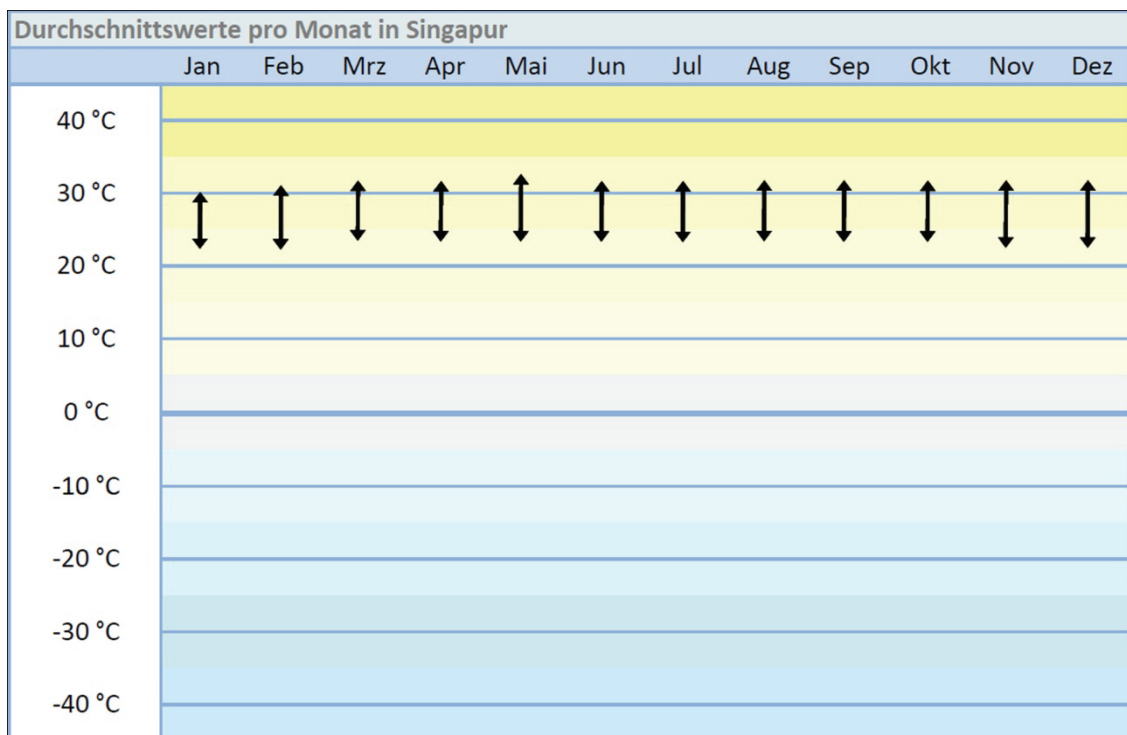 Durchschnittswerte pro Monat in Singapur
Jan Feb Mrz Apr Mai Jun Jul Aug Sep Okt Nov Dez
40 °C
30 °C
20 °C
10 °C
0 °C
-10 °C
-20 °C
-30 °C
-40 °C